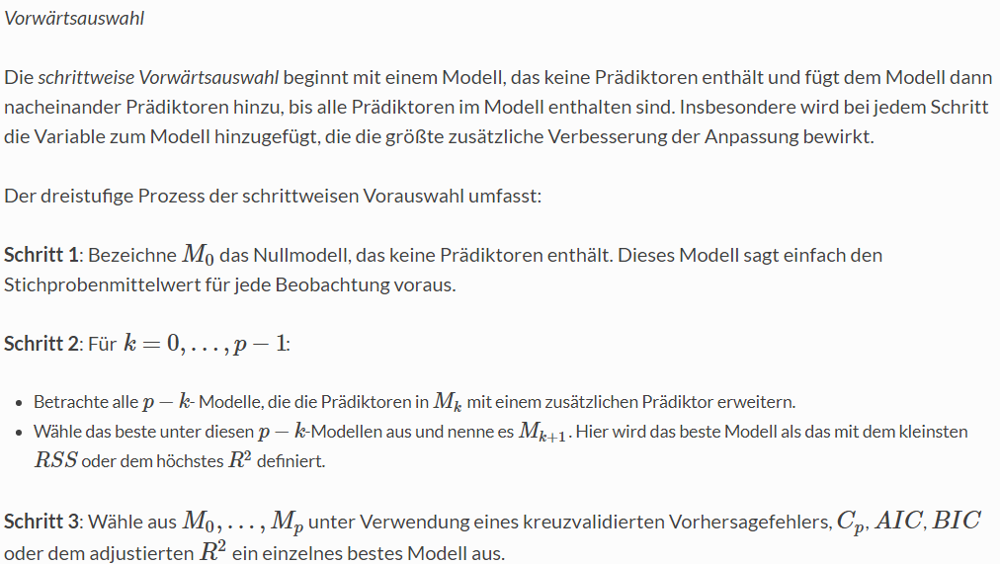 Vorwärtsauswahl
Die schrittweise Vorwärtsauswahl beginnt mit einem Modell, das keine Prädiktoren enthält und fügt dem Modell dann
nacheinander Prädiktoren hinzu, bis alle Prädiktoren im Modell enthalten sind. Insbesondere wird bei jedem Schritt
die Variable zum Modell hinzugefügt, die die größte zusätzliche Verbesserung der Anpassung bewirkt.
Der dreistufige Prozess der schrittweisen Vorauswahl umfasst:
Schritt 1: Bezeichne $M_0$ das Nullmodell, das keine Prädiktoren enthält. Dieses Modell sagt einfach den
Stichprobenmittelwert für jede Beobachtung voraus.
Schritt 2: Für $k = 0, \ldots, p - 1$:
• Betrachte alle $p - k$- Modelle, die die Prädiktoren in $M_k$ mit einem zusätzlichen Prädiktor erweitern.
• Wähle das beste unter diesen $p - k$-Modellen aus und nenne es $M_{k+1}$. Hier wird das beste Modell als das mit dem kleinsten
$RSS$ oder dem höchstes $R^2$ definiert.
Schritt 3: Wähle aus $M_0, \ldots, M_p$ unter Verwendung eines kreuzvalidierten Vorhersagefehlers, $C_p$, $AIC$, $BIC$
oder dem adjustierten $R^2$ ein einzelnes bestes Modell aus.